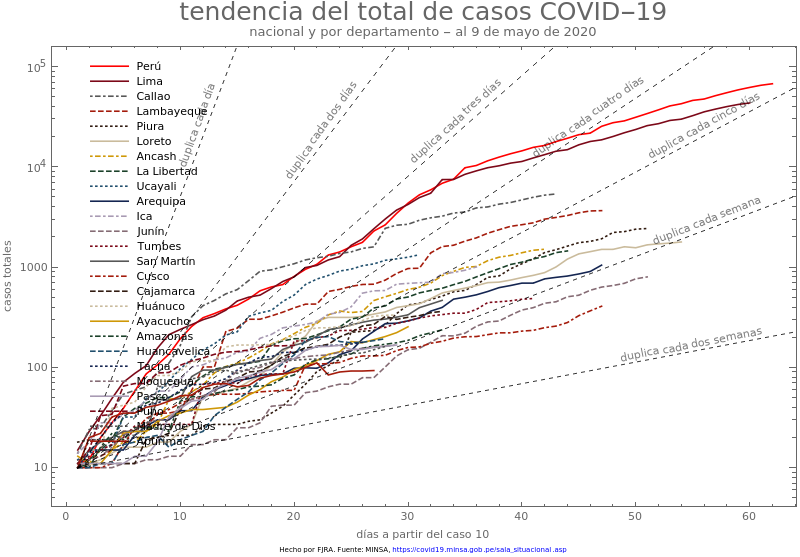 tendencia del total de casos COVID–19
nacional y por departamento – al 9 de mayo de 2020
casos totales
10^5
10^4
1000
100
10
Perú
Lima
Callao
Lambayeque
Piura
Loreto
Ancash
La Libertad
Ucayali
Arequipa
Ica
Junín
Tumbes
San Martín
Cusco
Cajamarca
Huánuco
Ayacucho
Amazonas
Huancavelica
Tacna
Moquegua
Pasco
Puno
Madre de Dios
Apurímac
duplica cada día
duplica cada dos días
duplica cada tres días
duplica cada cuatro días
duplica cada cinco días
duplica cada semana
duplica cada dos semanas
0 10 20 30 40 50 60
días a partir del caso 10
Hecho por FJRA. Fuente: MINSA, https://covid19.minsa.gob.pe/sala_situacional.asp